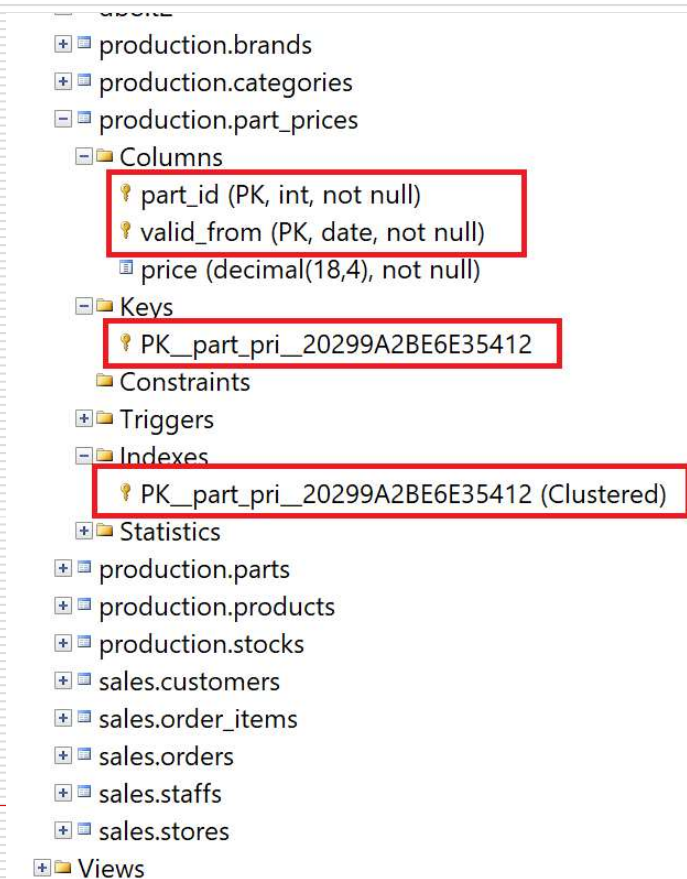 production.brands
production.categories
production.part_prices
Columns
part_id (PK, int, not null)
valid_from (PK, date, not null)
price (decimal(18,4), not null)
Keys
PK__part_pri__20299A2BE6E35412
Constraints
Triggers
Indexes
PK__part_pri__20299A2BE6E35412 (Clustered)
Statistics
production.parts
production.products
production.stocks
sales.customers
sales.order_items
sales.orders
sales.staffs
sales.stores
Views